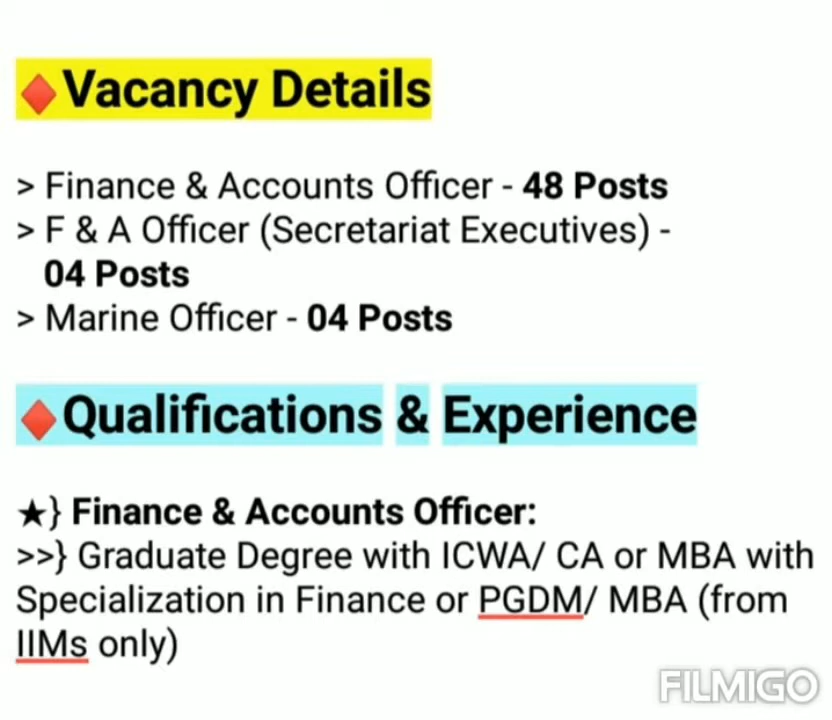 🔶Vacancy Details
> Finance & Accounts Officer - 48 Posts
> F & A Officer (Secretariat Executives) -
04 Posts
> Marine Officer - 04 Posts
🔶Qualifications & Experience
★} Finance & Accounts Officer:
>>} Graduate Degree with ICWA/ CA or MBA with
Specialization in Finance or PGDM/ MBA (from
IIMs only)
FILMIGO